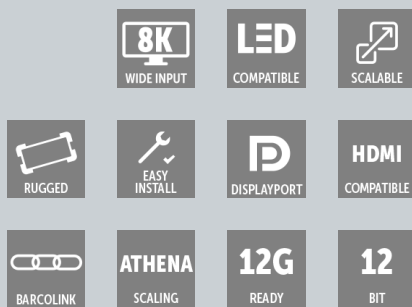 8K
WIDE INPUT
LED
COMPATIBLE
SCALABLE
RUGGED
EASY
INSTALL
DISPLAYPORT
HDMI
COMPATIBLE
BARCOLINK
ATHENA
SCALING
12G
READY
12
BIT